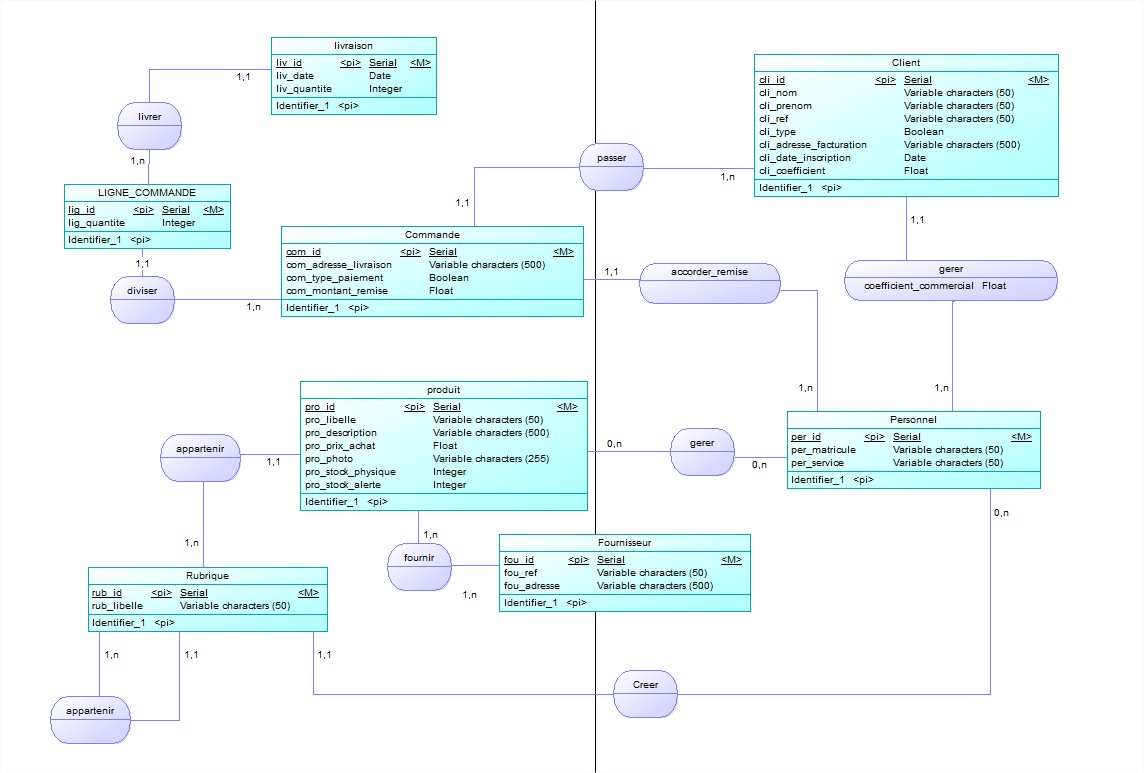 livraison
liv_id <pi> Serial <M>
liv_date Date
liv_quantite Integer
Identifier_1 <pi>
1,1
livrer
1,n
LIGNE_COMMANDE
lig_id <pi> Serial <M>
lig_quantite Integer
Identifier_1 <pi>
1,1
diviser
1,n
Client
cli_id <pi> Serial <M>
cli_nom Variable characters (50)
cli_prenom Variable characters (50)
cli_ref Variable characters (50)
cli_type Boolean
cli_adresse_facturation Variable characters (500)
cli_date_inscription Date
cli_coefficient Float
Identifier_1 <pi>
passer
1,n
1,1
Commande
com_id <pi> Serial <M>
com_adresse_livraison Variable characters (500)
com_type_paiement Boolean
com_montant_remise Float
Identifier_1 <pi>
1,1
accorder_remise
1,n
1,1
gerer
coefficient_commercial Float
1,n
produit
pro_id <pi> Serial <M>
pro_libelle Variable characters (50)
pro_description Variable characters (500)
pro_prix_achat Float
pro_photo Variable characters (255)
pro_stock_physique Integer
pro_stock_alerte Integer
Identifier_1 <pi>
0,n
gerer
0,n
Personnel
per_id <pi> Serial <M>
per_matricule Variable characters (50)
per_service Variable characters (50)
Identifier_1 <pi>
0,n
appartenir
1,1
1,n
1,n
fournir
1,n
Fournisseur
fou_id <pi> Serial <M>
fou_ref Variable characters (50)
fou_adresse Variable characters (500)
Identifier_1 <pi>
Rubrique
rub_id <pi> Serial <M>
rub_libelle Variable characters (50)
Identifier_1 <pi>
1,n
1,1
1,1
appartenir
Creer